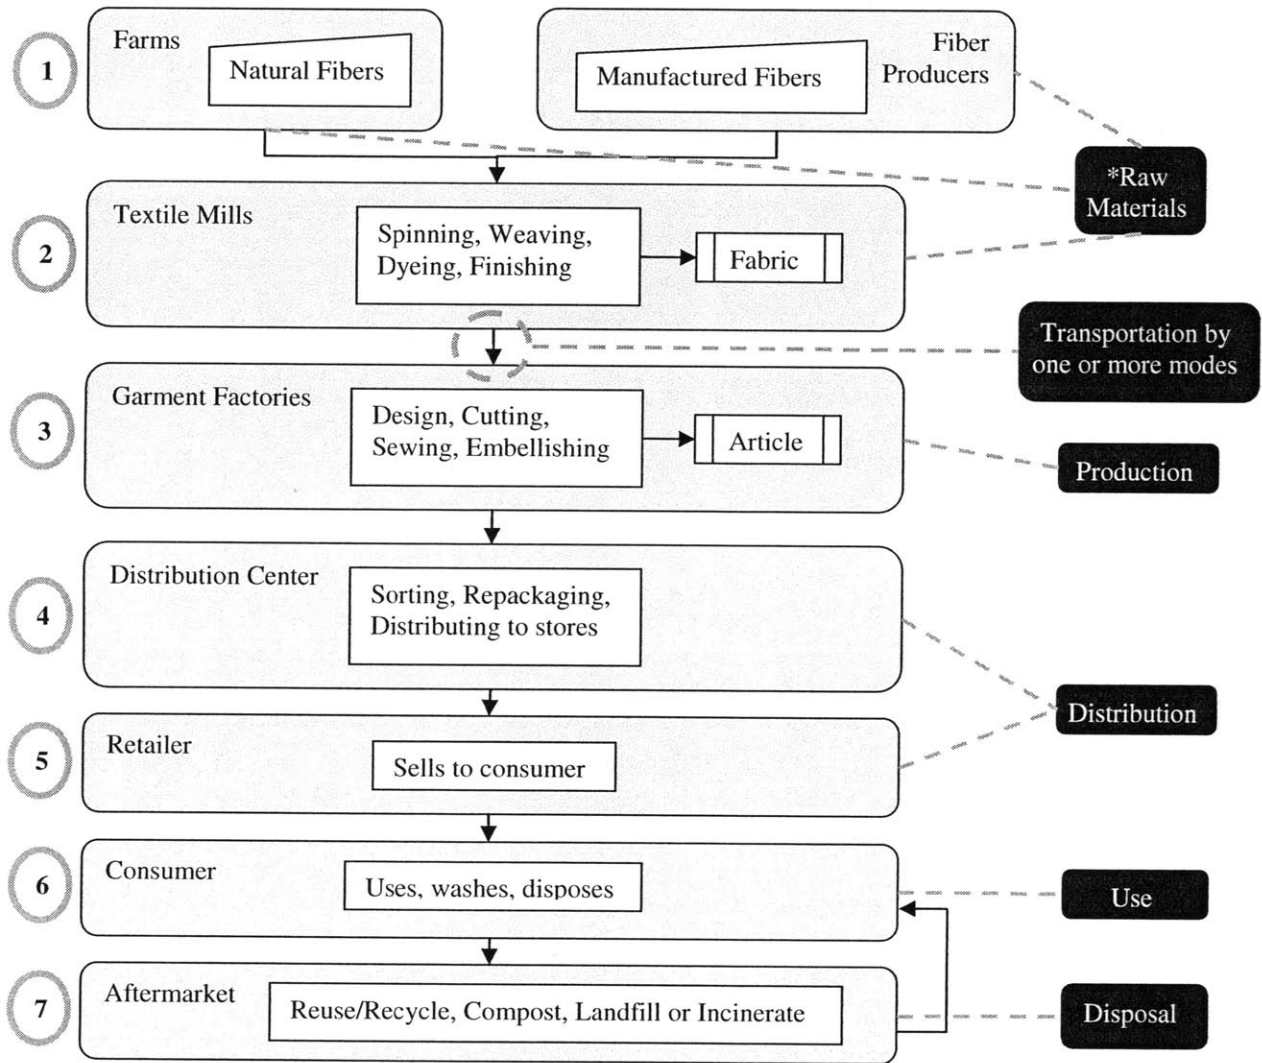 1
Farms
Natural Fibers
Manufactured Fibers
Fiber
Producers
*Raw
Materials
2
Textile Mills
Spinning, Weaving,
Dyeing, Finishing
Fabric
Transportation by
one or more modes
3
Garment Factories
Design, Cutting,
Sewing, Embellishing
Article
Production
4
Distribution Center
Sorting, Repackaging,
Distributing to stores
Distribution
5
Retailer
Sells to consumer
6
Consumer
Uses, washes, disposes
Use
7
Aftermarket
Reuse/Recycle, Compost, Landfill or Incinerate
Disposal